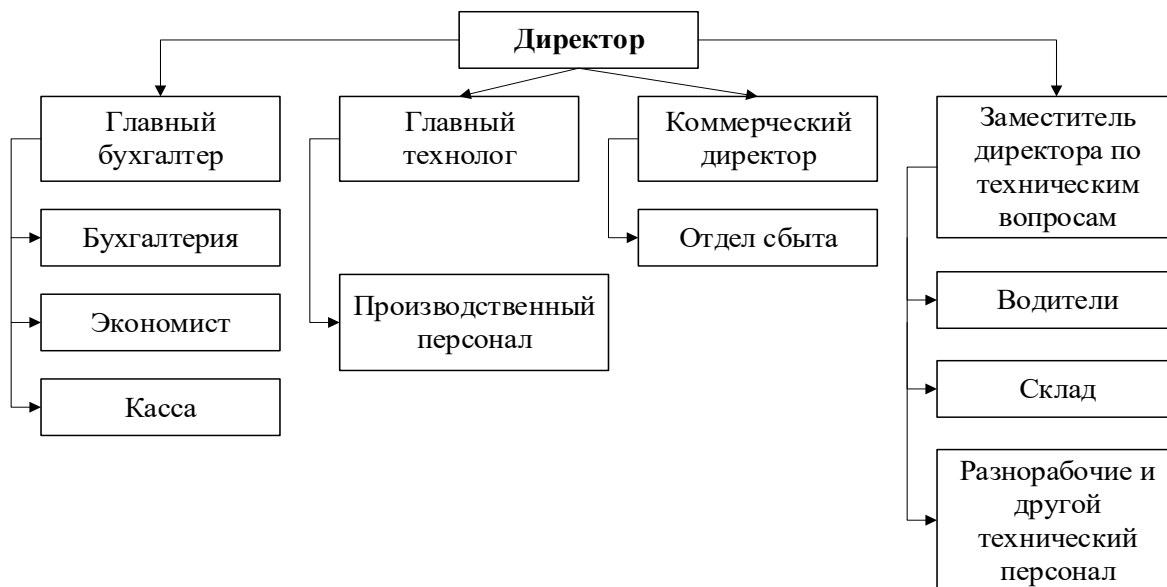 Директор
Главный
бухгалтер
Бухгалтерия
Экономист
Касса
Главный
технолог
Производственный
персонал
Коммерческий
директор
Отдел сбыта
Заместитель
директора по
техническим
вопросам
Водители
Склад
Разнорабочие и
другой
технический
персонал